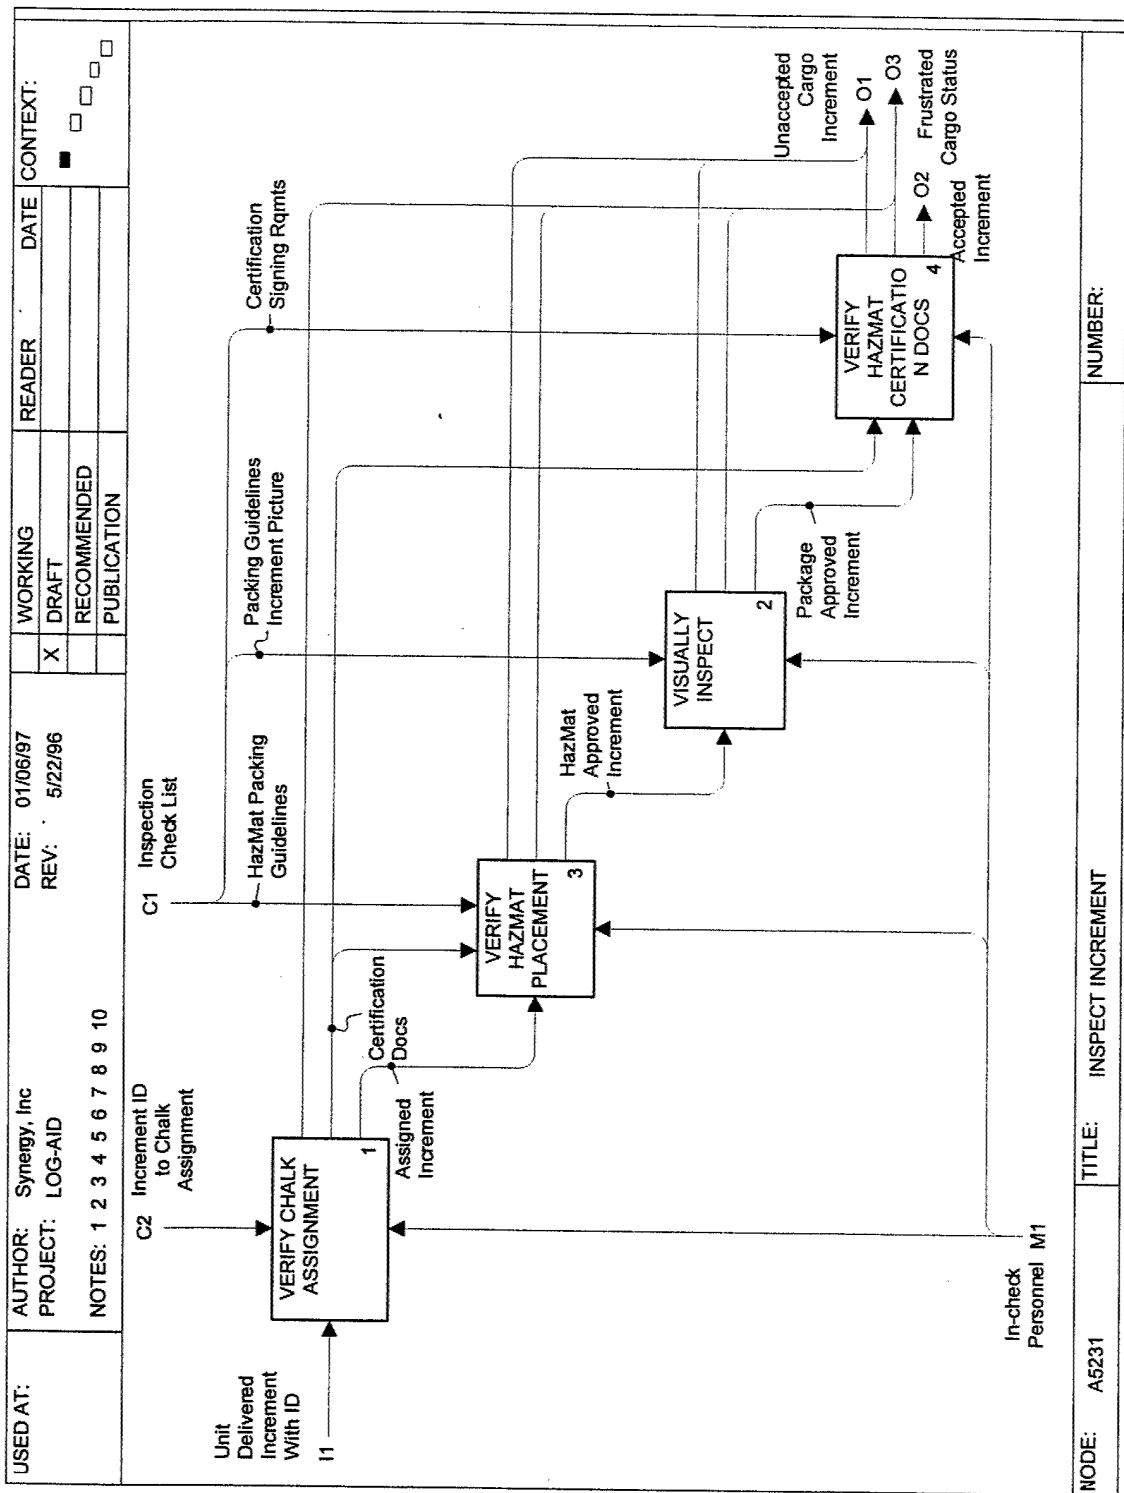 USED AT:
AUTHOR: Synergy, Inc
PROJECT: LOG-AID
NOTES: 1 2 3 4 5 6 7 8 9 10
DATE: 01/06/97
REV: 5/22/96
WORKING
X DRAFT
RECOMMENDED
PUBLICATION
READER
DATE
CONTEXT:
C2
Increment ID
to Chalk
Assignment
C1
Inspection
Check List
HazMat Packing
Guidelines
Packing Guidelines
Increment Picture
Certification
Signing Rqmts
Unit
Delivered
Increment
With ID
I1
VERIFY CHALK
ASSIGNMENT
1
Certification
Docs
Assigned
Increment
VERIFY
HAZMAT
PLACEMENT
3
HazMat
Approved
Increment
VISUALLY
INSPECT
2
Package
Approved
Increment
VERIFY
HAZMAT
CERTIFICATIO
N DOCS
4
Unaccepted
Cargo
Increment
O1
O3
Frustrated
Cargo Status
O2
Accepted
Increment
In-check
Personnel M1
NODE: A5231
TITLE: INSPECT INCREMENT
NUMBER: